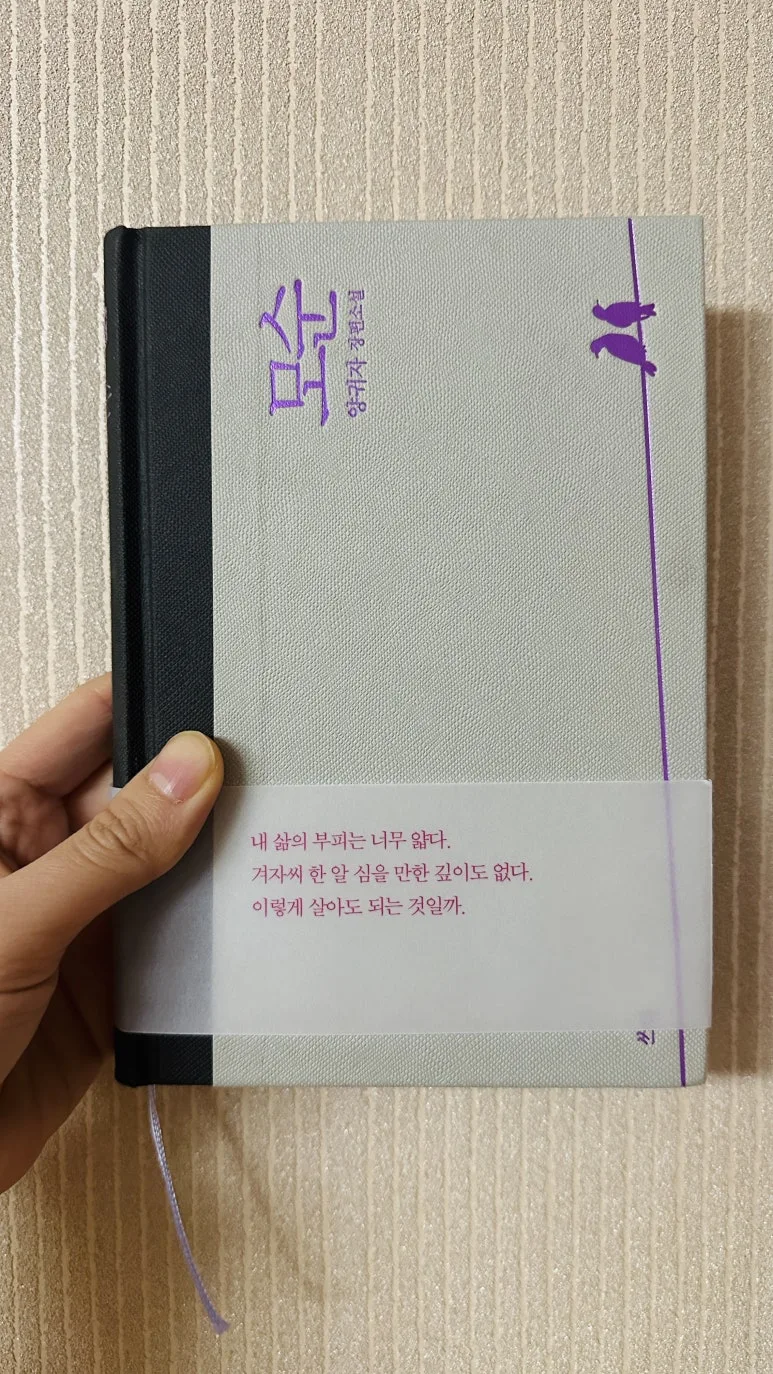 모순
양귀자 장편소설
내 삶의 부피는 너무 얇다.
겨자씨 한 알 심을 만한 깊이도 없다.
이렇게 살아도 되는 것일까.
쓰